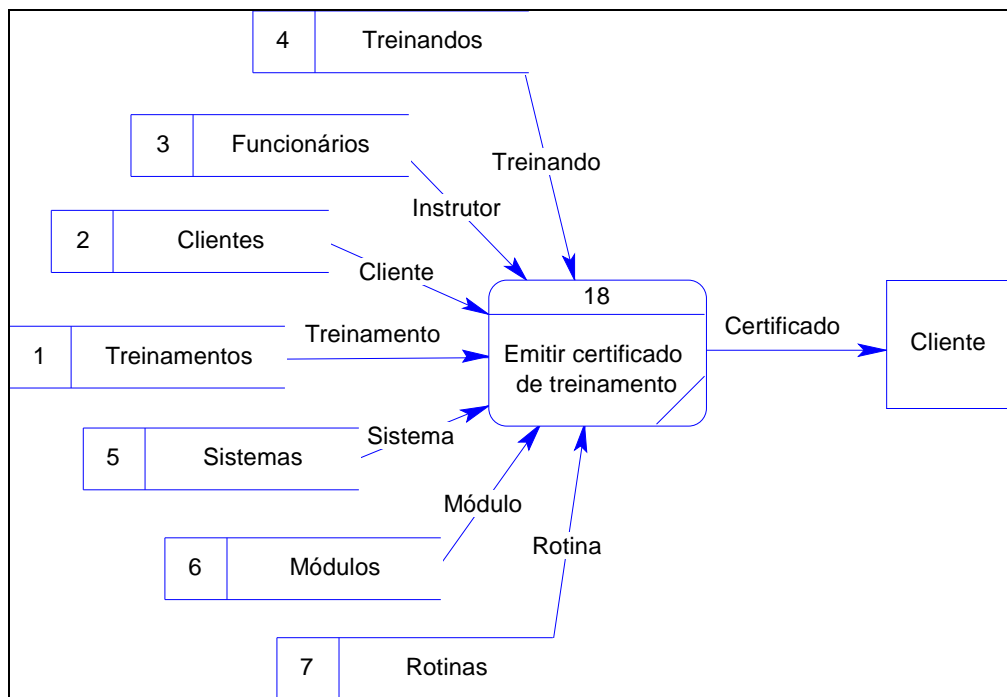 4 Treinandos
3 Funcionários
Treinando
Instrutor
2 Clientes
Cliente
18
Treinamento
Certificado
1 Treinamentos
Emitir certificado
de treinamento
Cliente
Sistema
5 Sistemas
Módulo
Rotina
6 Módulos
7 Rotinas